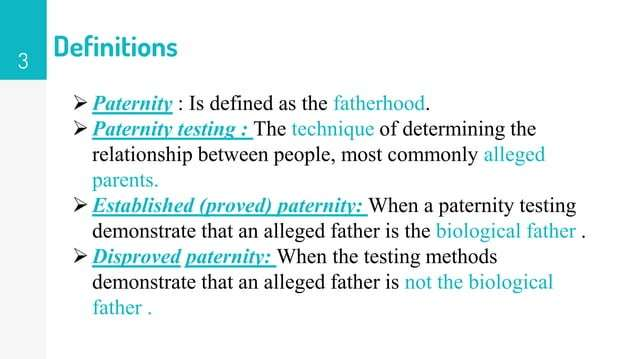 3
Definitions
➢ Paternity : Is defined as the fatherhood.
➢ Paternity testing : The technique of determining the
relationship between people, most commonly alleged
parents.
➢ Established (proved) paternity: When a paternity testing
demonstrate that an alleged father is the biological father .
➢ Disproved paternity: When the testing methods
demonstrate that an alleged father is not the biological
father .